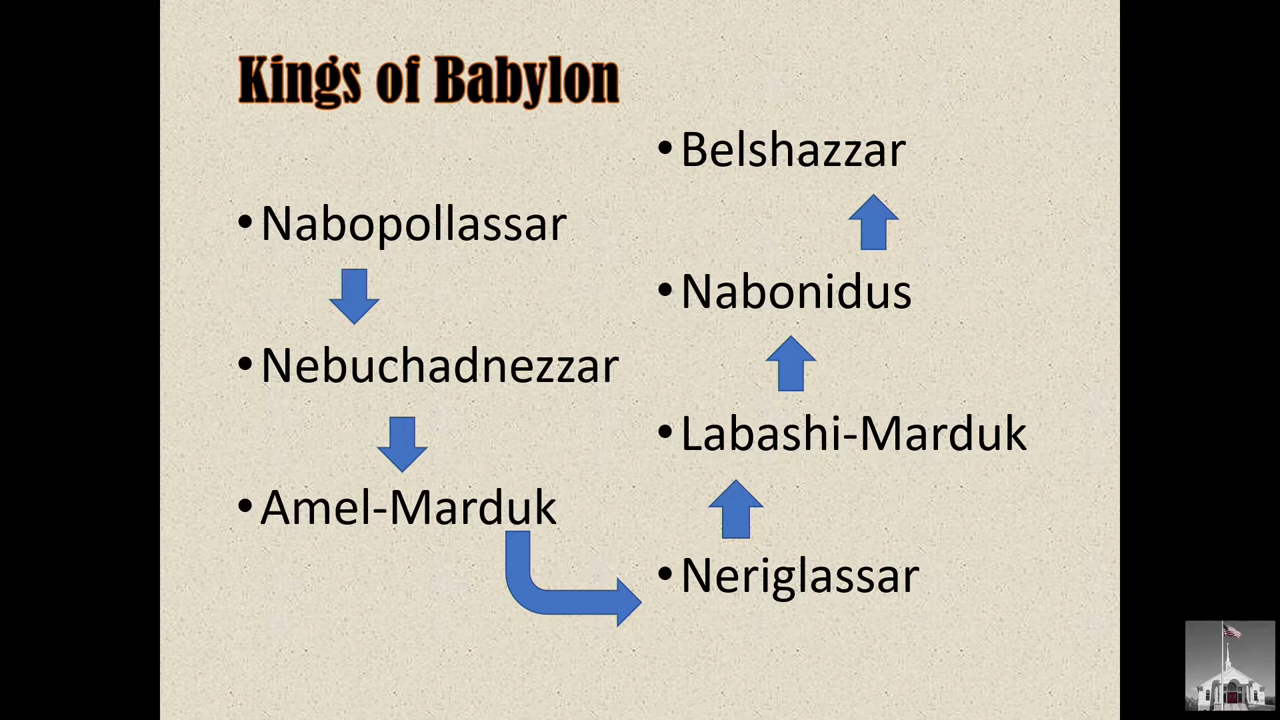 Kings of Babylon
•Nabopollassar
•Nebuchadnezzar
•Amel-Marduk
•Neriglassar
•Labashi-Marduk
•Nabonidus
•Belshazzar